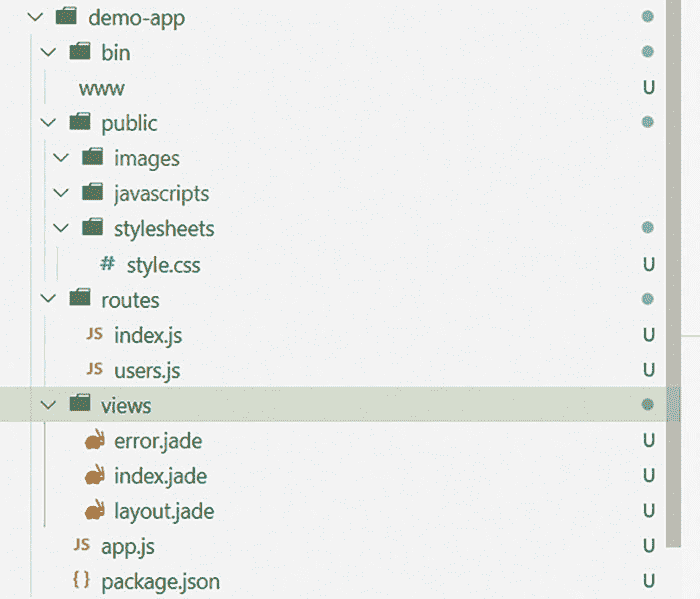 demo-app
bin
www U
public
images
javascripts
stylesheets
# style.css U
routes
JS index.js U
JS users.js U
views
error.jade U
index.jade U
layout.jade U
JS app.js U
{} package.json U